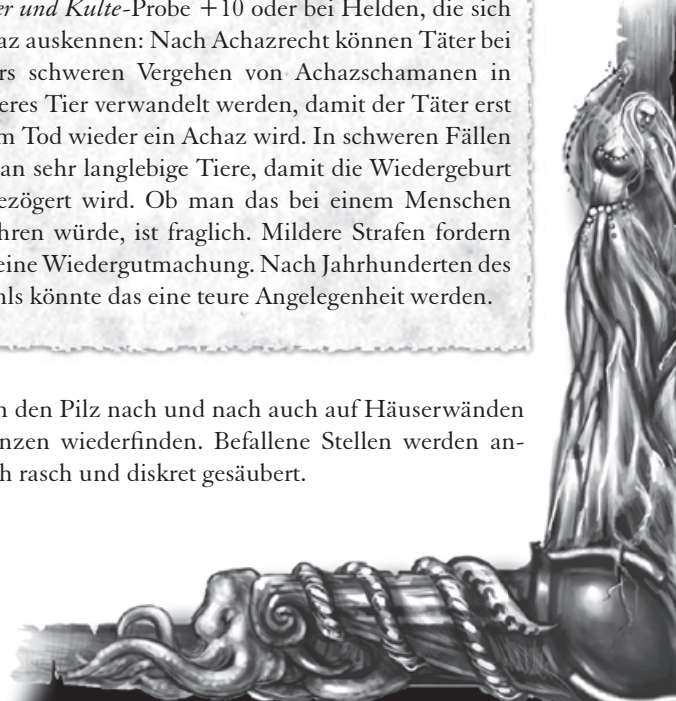 er und Kulte-Probe +10 oder bei Helden, die sich
az auskennen: Nach Achazrecht können Täter bei
rs schweren Vergehen von Achazschamanen in
eres Tier verwandelt werden, damit der Täter erst
m Tod wieder ein Achaz wird. In schweren Fällen
an sehr langlebige Tiere, damit die Wiedergeburt
ezögert wird. Ob man das bei einem Menschen
hren würde, ist fraglich. Mildere Strafen fordern
eine Wiedergutmachung. Nach Jahrhunderten des
hls könnte das eine teure Angelegenheit werden.
n den Pilz nach und nach auch auf Häuserwänden
nzen wiederfinden. Befallene Stellen werden an-
h rasch und diskret gesäubert.